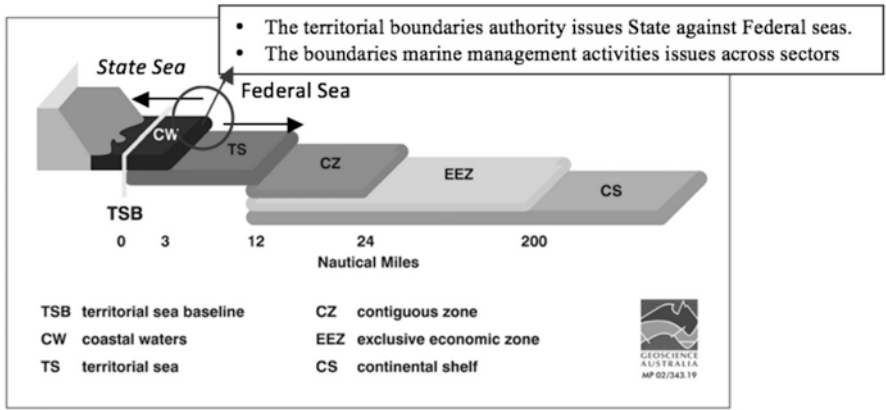 • The territorial boundaries authority issues State against Federal seas.
• The boundaries marine management activities issues across sectors
State Sea
Federal Sea
CW
TS
CZ
EEZ
CS
TSB
0 3 12 24 200
Nautical Miles
TSB territorial sea baseline
CW coastal waters
TS territorial sea
CZ contiguous zone
EEZ exclusive economic zone
CS continental shelf
GEOSCIENCE
AUSTRALIA
MP 02/343.19